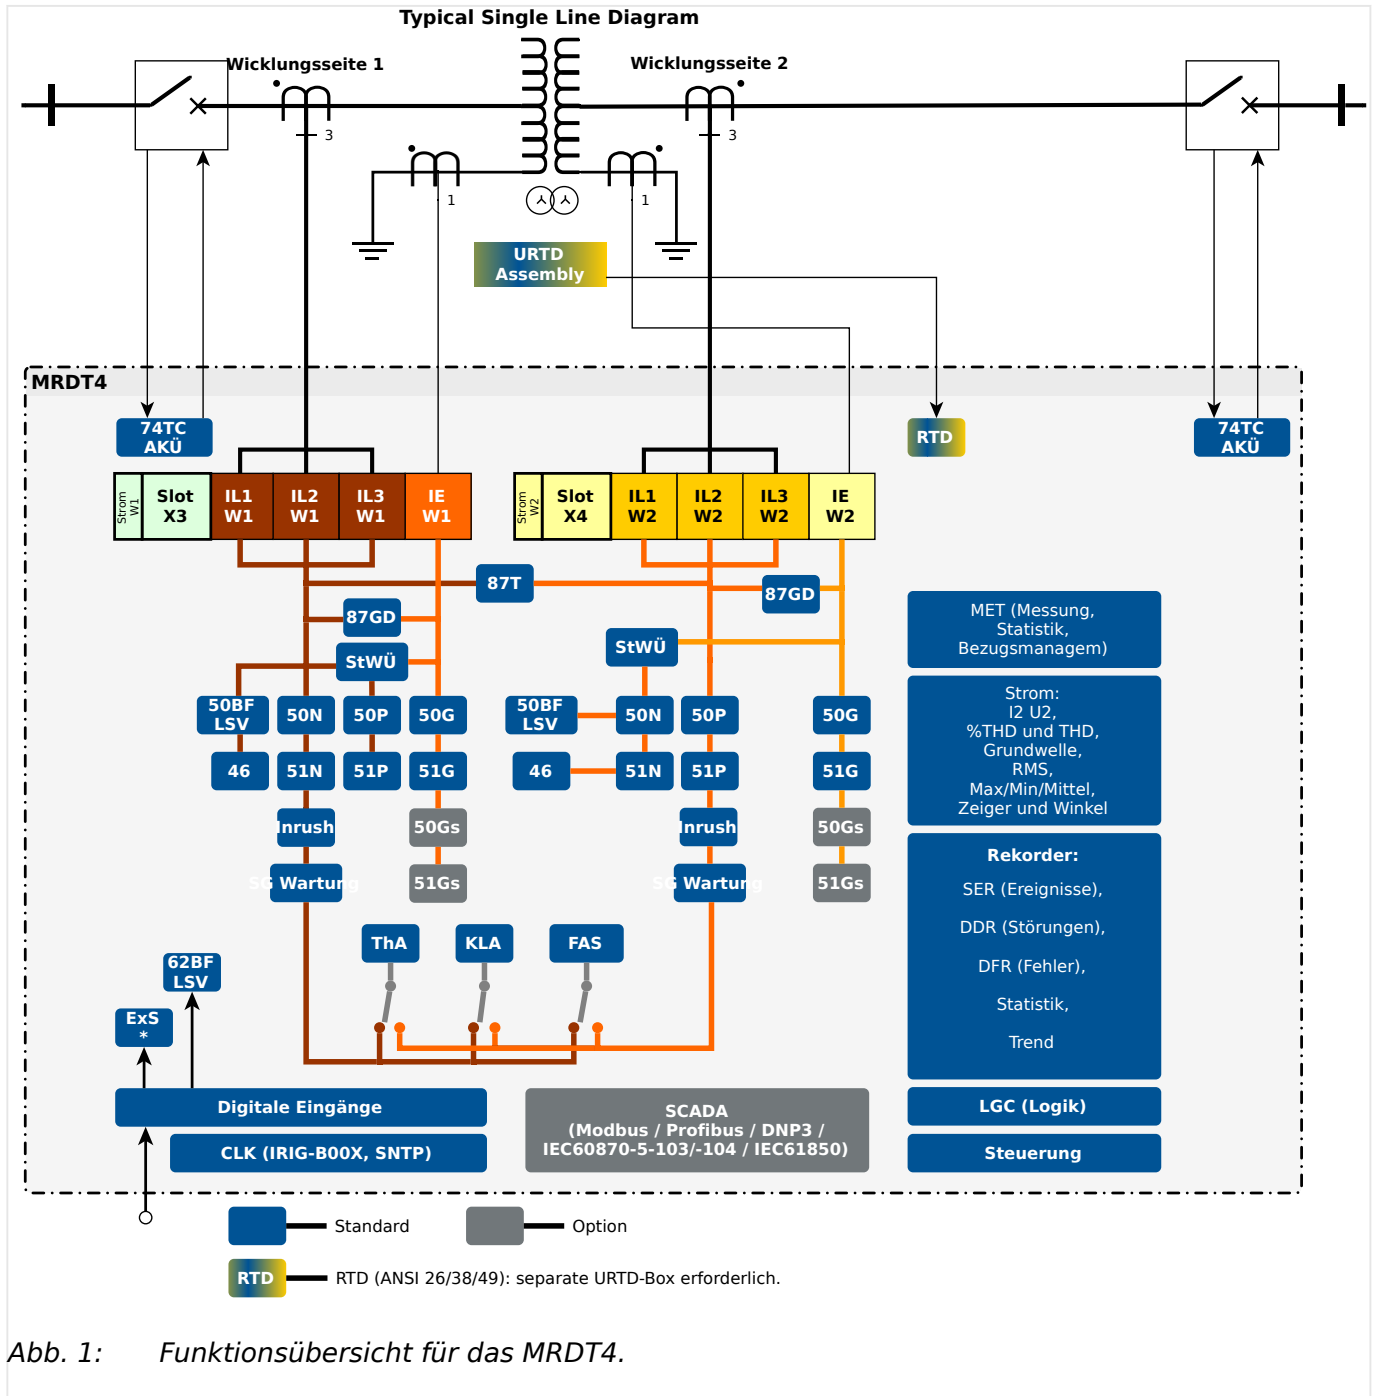 Typical Single Line Diagram
Wicklungsseite 1
Wicklungsseite 2
3
3
1
1
URTD
Assembly
MRDT4
74TC
AKÜ
RTD
74TC
AKÜ
Strom
W1
Slot
X3
IL1
W1
IL2
W1
IL3
W1
IE
W1
Strom
W2
Slot
X4
IL1
W2
IL2
W2
IL3
W2
IE
W2
87T
87GD
87GD
StWÜ
StWÜ
50BF
LSV
50N
50P
50G
50BF
LSV
50N
50P
50G
46
51N
51P
51G
46
51N
51P
51G
Inrush
50Gs
Inrush
50Gs
SG Wartung
51Gs
SG Wartung
51Gs
MET (Messung,
Statistik,
Bezugsmanagem)
Strom:
I2 U2,
%THD und THD,
Grundwelle,
RMS,
Max/Min/Mittel,
Zeiger und Winkel
Rekorder:
SER (Ereignisse),
DDR (Störungen),
DFR (Fehler),
Statistik,
Trend
ThA
KLA
FAS
62BF
LSV
ExS
*
Digitale Eingänge
CLK (IRIG-B00X, SNTP)
SCADA
(Modbus / Profibus / DNP3 /
IEC60870-5-103/-104 / IEC61850)
LGC (Logik)
Steuerung
Standard
Option
RTD
RTD (ANSI 26/38/49): separate URTD-Box erforderlich.
Abb. 1: Funktionsübersicht für das MRDT4.